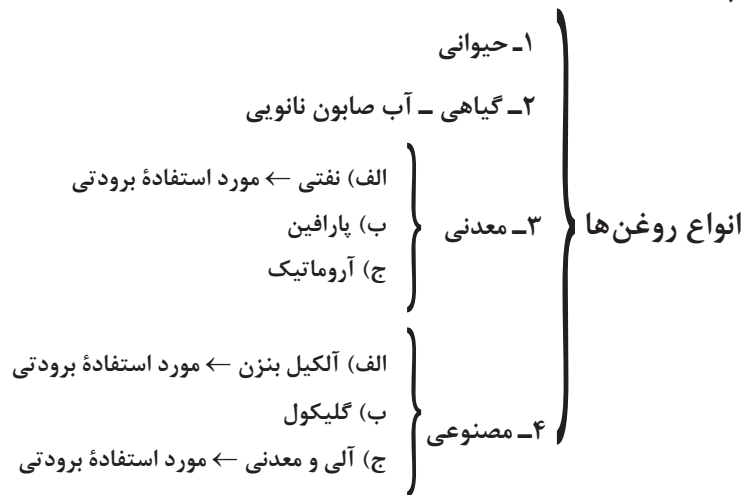 انواع روغن‌ها
۱ـ حیوانی
۲ـ گیاهی ـ آب صابون نانویی
۳ـ معدنی
الف) نفتی ← مورد استفادهٔ برودتی
ب) پارافین
ج) آروماتیک
۴ـ مصنوعی
الف) آلکیل بنزن ← مورد استفادهٔ برودتی
ب) گلیکول
ج) آلی و معدنی ← مورد استفادهٔ برودتی